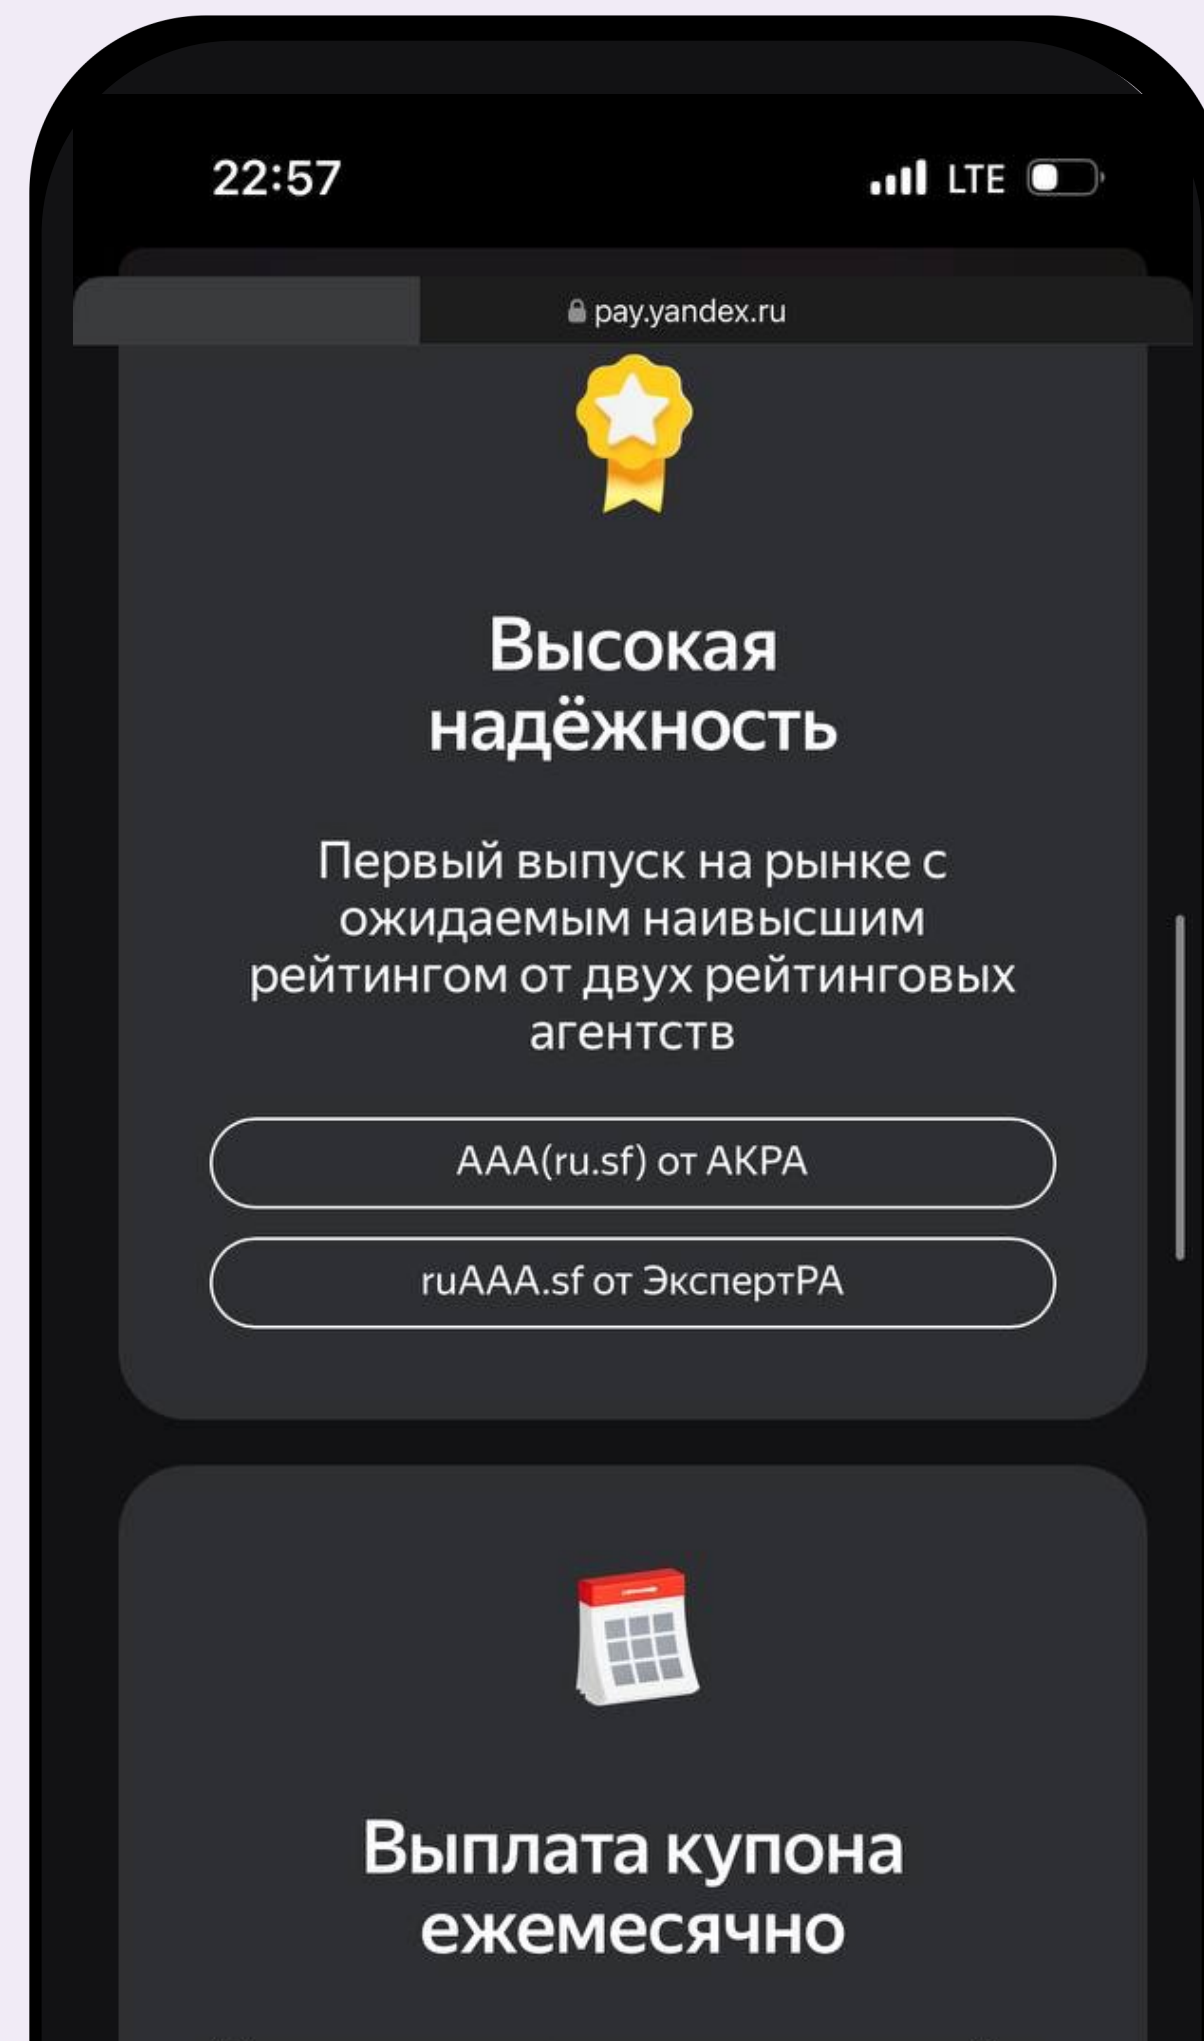 22:57
LTE
pay.yandex.ru
Высокая
надёжность
Первый выпуск на рынке с
ожидаемым наивысшим
рейтингом от двух рейтинговых
агентств
AAA(ru.sf) от АКРА
ruAAA.sf от ЭкспертРА
Выплата купона
ежемесячно